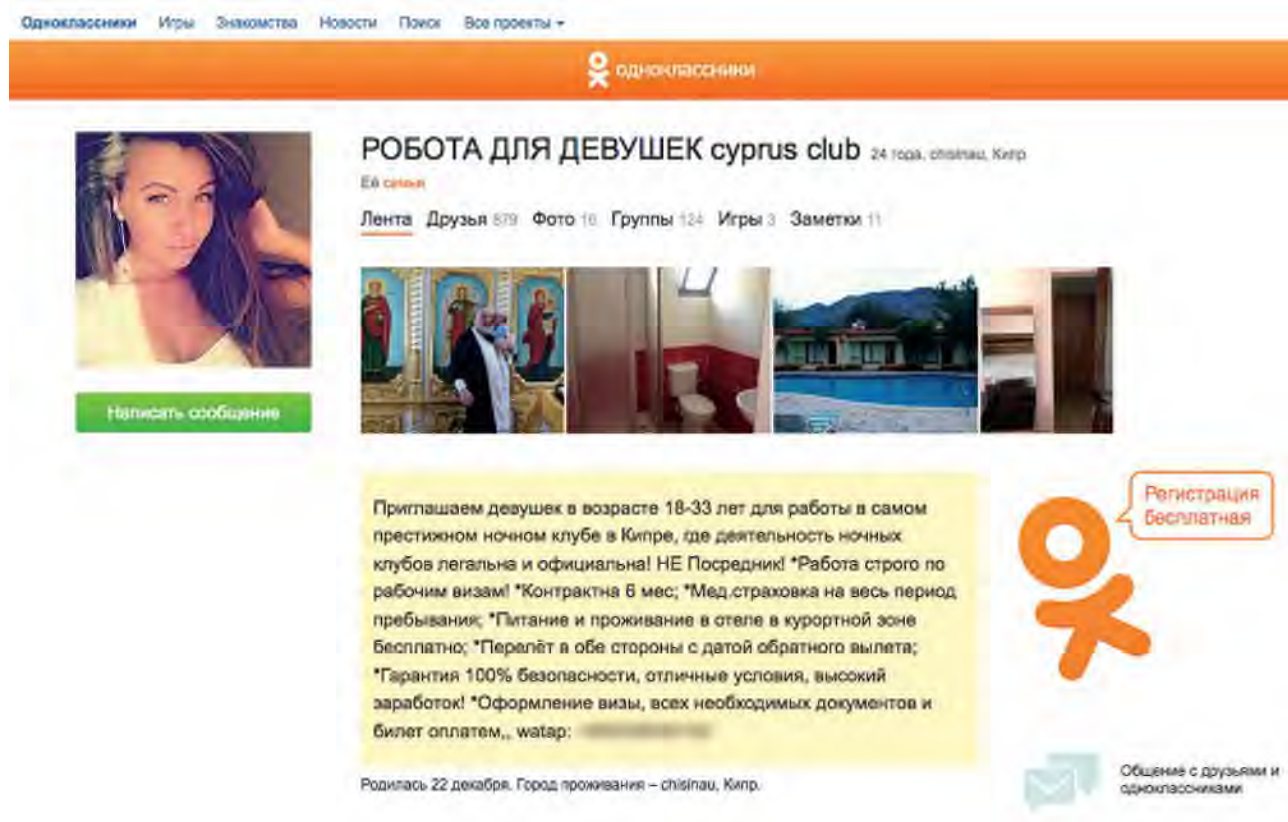 Одноклассники Игры Знакомства Новости Поиск Все проекты
одноклассники
РОБОТА ДЛЯ ДЕВУШЕК cyprus club 24 года, chisinau, Кипр
Её семья
Лента Друзья 879 Фото 16 Группы 124 Игры 3 Заметки 11
Написать сообщение
Приглашаем девушек в возрасте 18-33 лет для работы в самом
престижном ночном клубе в Кипре, где деятельность ночных
клубов легальна и официальна! НЕ Посредник! *Работа строго по
рабочим визам! *Контрактна 6 мес; *Мед.страховка на весь период
пребывания; *Питание и проживание в отеле в курортной зоне
бесплатно; *Перелёт в обе стороны с датой обратного вылета;
*Гарантия 100% безопасности, отличные условия, высокий
заработок! *Оформление визы, всех необходимых документов и
билет оплатем,, watap:
Регистрация
бесплатная
Родилась 22 декабря. Город проживания – chisinau, Кипр.
Общение с друзьями и
одноклассниками